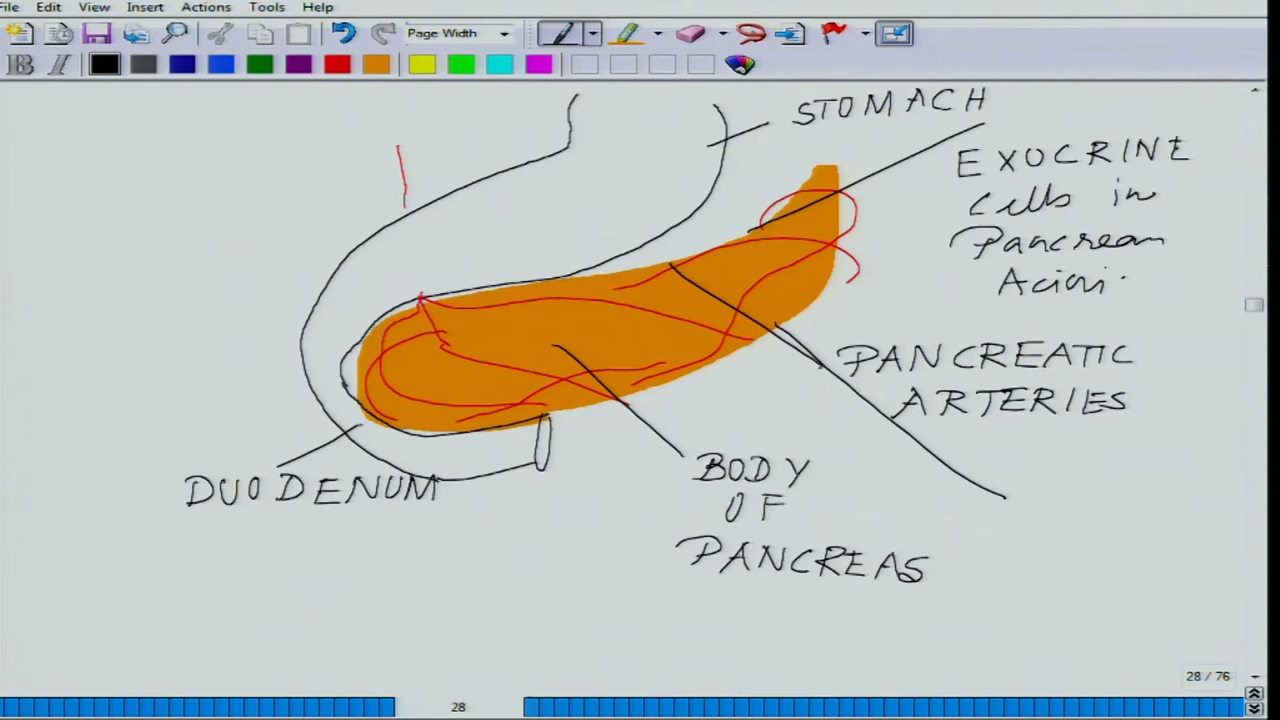 File Edit View Insert Actions Tools Help
Page Width
STOMACH
EXOCRINE
Cells in
Pancrean
Acini.
PANCREATIC
ARTERIES
DUODENUM
BODY
OF
PANCREAS
28 / 76
28